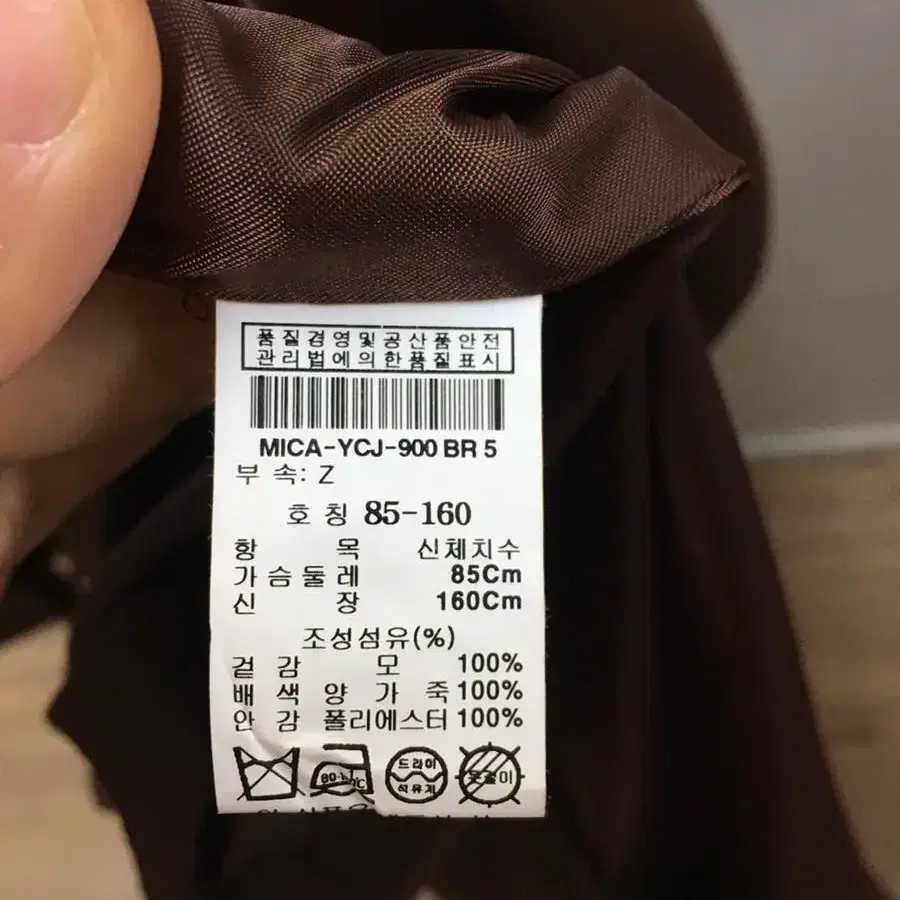 품질경영및공산품안전
관리법에의한품질표시
MICA-YCJ-900 BR 5
부 속: Z
호 칭 85-160
항 목 신체치수
가슴둘레 85Cm
신 장 160Cm
조성섬유(%)
겉 감 모 100%
배 색 양 가 죽 100%
안 감 폴리에스터 100%
드라이
석유계